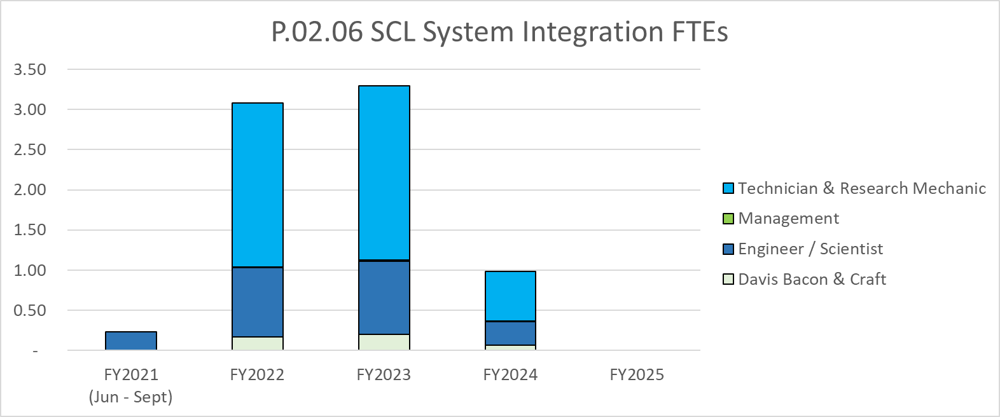 P.02.06 SCL System Integration FTEs
3.50
3.00
2.50
2.00
1.50
1.00
0.50
-
FY2021
(Jun - Sept)
FY2022
FY2023
FY2024
FY2025
Technician & Research Mechanic
Management
Engineer / Scientist
Davis Bacon & Craft